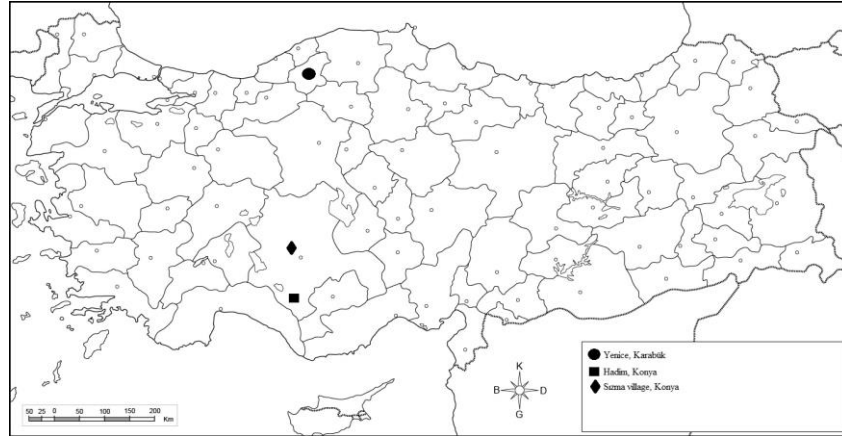 K
B D
G
Yenice, Karabük
Hadim, Konya
Sızma village, Konya
50 25 0 50 100 150 200
Km